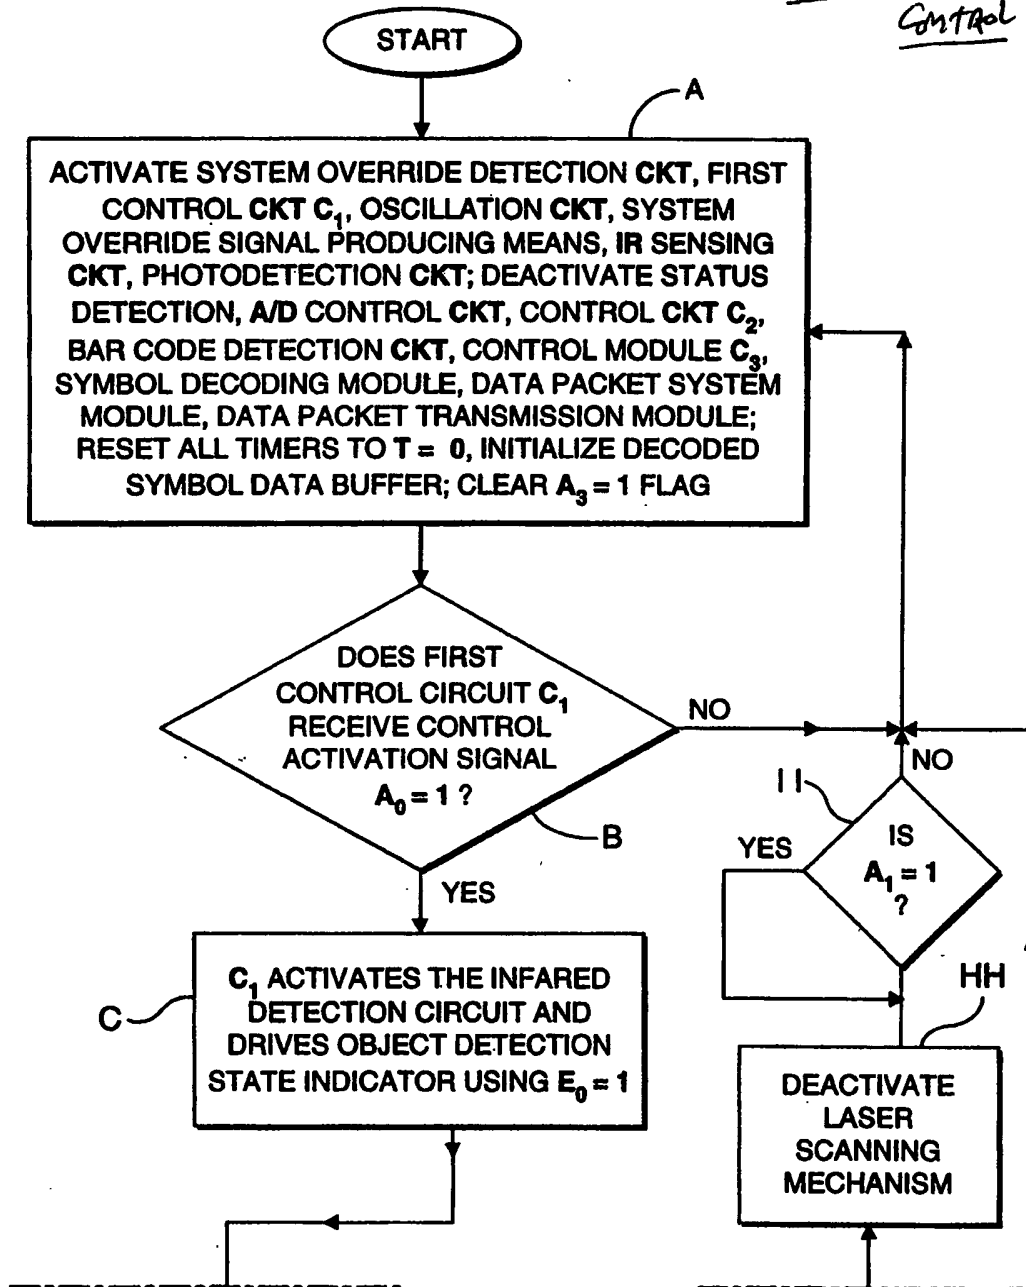 CONTROL
START
A
ACTIVATE SYSTEM OVERRIDE DETECTION CKT, FIRST
CONTROL CKT C₁, OSCILLATION CKT, SYSTEM
OVERRIDE SIGNAL PRODUCING MEANS, IR SENSING
CKT, PHOTODETECTION CKT; DEACTIVATE STATUS
DETECTION, A/D CONTROL CKT, CONTROL CKT C₂,
BAR CODE DETECTION CKT, CONTROL MODULE C₃,
SYMBOL DECODING MODULE, DATA PACKET SYSTEM
MODULE, DATA PACKET TRANSMISSION MODULE;
RESET ALL TIMERS TO T = 0, INITIALIZE DECODED
SYMBOL DATA BUFFER; CLEAR A₃ = 1 FLAG
DOES FIRST
CONTROL CIRCUIT C₁
RECEIVE CONTROL
ACTIVATION SIGNAL
A₀ = 1 ?
NO
B
YES
NO
II
IS
A₁ = 1
?
YES
C₁ ACTIVATES THE INFARED
DETECTION CIRCUIT AND
DRIVES OBJECT DETECTION
STATE INDICATOR USING E₀ = 1
C
HH
DEACTIVATE
LASER
SCANNING
MECHANISM